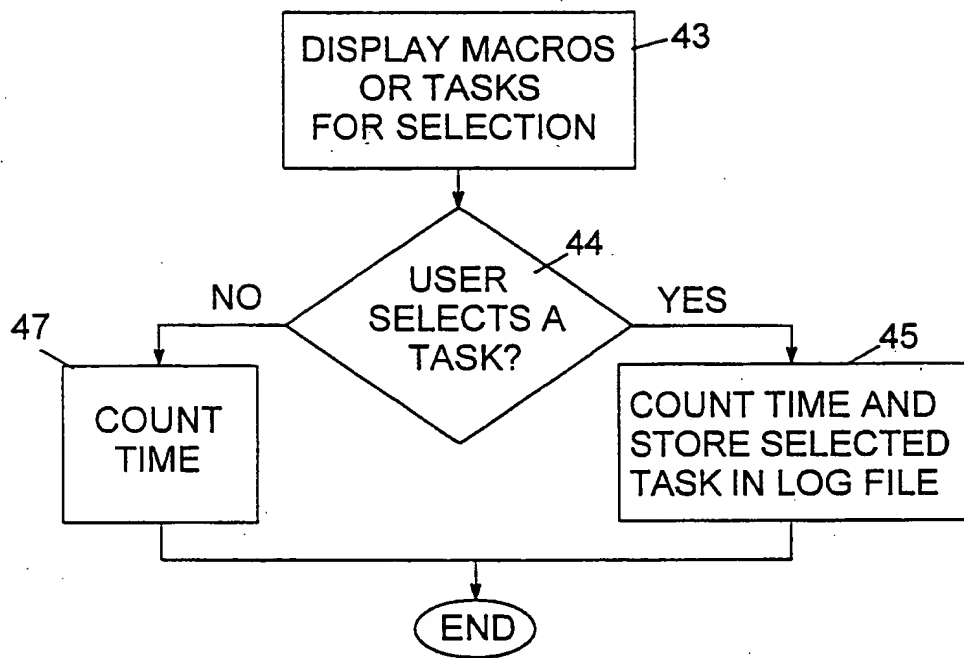 43
DISPLAY MACROS
OR TASKS
FOR SELECTION
44
USER
SELECTS A
TASK?
NO
YES
47
COUNT
TIME
45
COUNT TIME AND
STORE SELECTED
TASK IN LOG FILE
END